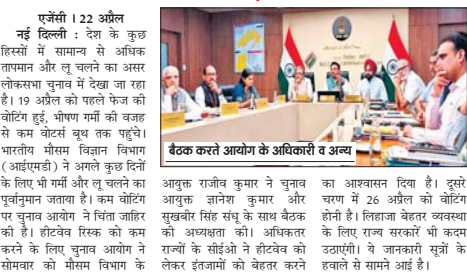 एजेंसी । 22 अप्रैल
नई दिल्ली : देश के कुछ
हिस्सों में सामान्य से अधिक
तापमान और लू चलने का असर
लोकसभा चुनाव में देखा जा रहा
है। 19 अप्रैल को पहले फेज की
वोटिंग हुई, भीषण गर्मी की वजह
से कम वोटर्स बूथ तक पहुंचे।
भारतीय मौसम विज्ञान विभाग
(आईएमडी) ने अगले कुछ दिनों
के लिए भी गर्मी और लू चलने का
पूर्वानुमान जताया है। कम वोटिंग
पर चुनाव आयोग ने चिंता जाहिर
की है। हीटवेव रिस्क को कम
करने के लिए चुनाव आयोग ने
सोमवार को मौसम विभाग के
बैठक करते आयोग के अधिकारी व अन्य
आयुक्त राजीव कुमार ने चुनाव
आयुक्त ज्ञानेश कुमार और
सुखबीर सिंह संधू के साथ बैठक
की अध्यक्षता की। अधिकतर
राज्यों के सीईओ ने हीटवेव को
लेकर इंतजामों को बेहतर करने
का आश्वासन दिया है। दूसरे
चरण में 26 अप्रैल को वोटिंग
होनी है। लिहाजा बेहतर व्यवस्था
के लिए राज्य सरकारें भी कदम
उठाएंगी। ये जानकारी सूत्रों के
हवाले से सामने आई है।